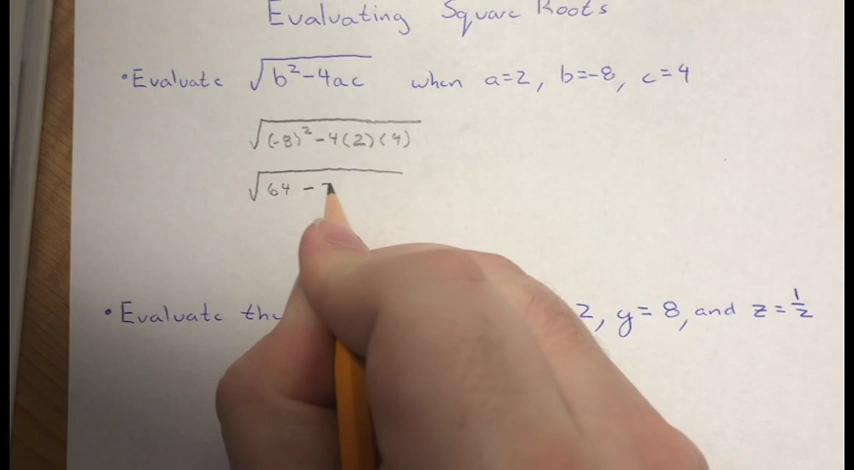 Evaluating Square Roots
• Evaluate √(b²-4ac) when a=2, b=-8, c=4
√((-8)²-4(2)(4))
√(64 -
• Evaluate the 2, y=8, and z=1/2